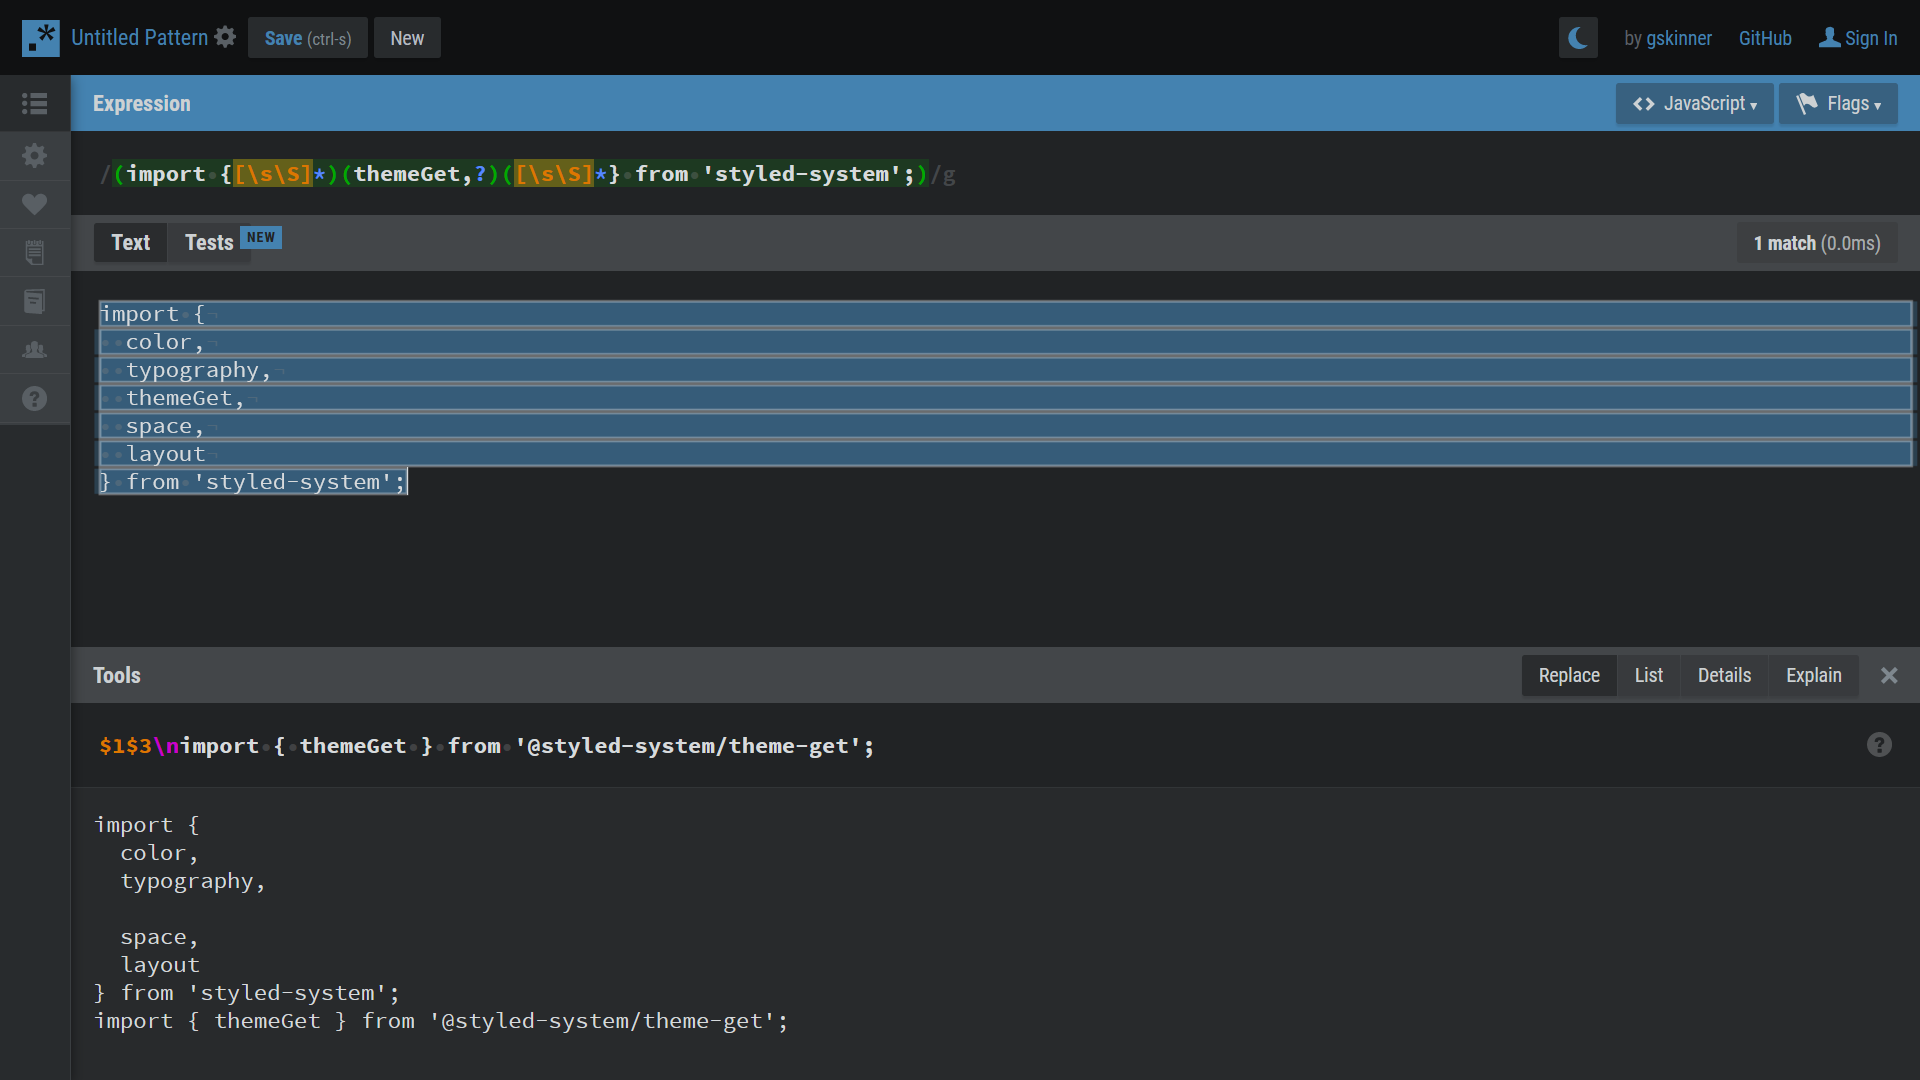 .* Untitled Pattern Save (ctrl-s) New by gskinner GitHub Sign In
Expression <> JavaScript ▾ Flags ▾
/(import {[\s\S]*)(themeGet,?)([\s\S]*} from 'styled-system';)/g
Text Tests NEW 1 match (0.0ms)
import {
color,
typography,
themeGet,
space,
layout
} from 'styled-system';
Tools Replace List Details Explain
$1$3\nimport { themeGet } from '@styled-system/theme-get';
import {
color,
typography,
space,
layout
} from 'styled-system';
import { themeGet } from '@styled-system/theme-get';